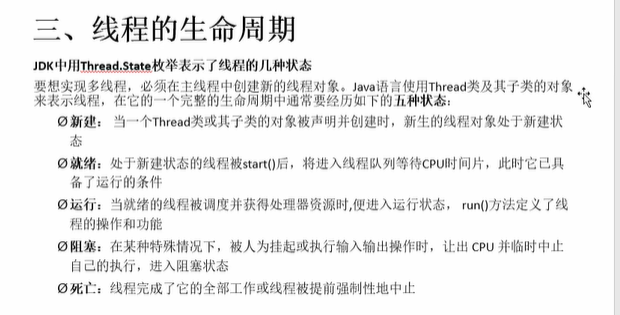 三、线程的生命周期
JDK中用Thread.State枚举表示了线程的几种状态
要想实现多线程，必须在主线程中创建新的线程对象。Java语言使用Thread类及其子类的对象
来表示线程，在它的一个完整的生命周期中通常要经历如下的五种状态：
Ø新建： 当一个Thread类或其子类的对象被声明并创建时，新生的线程对象处于新建状
态
Ø就绪：处于新建状态的线程被start()后，将进入线程队列等待CPU时间片，此时它已具
备了运行的条件
Ø运行：当就绪的线程被调度并获得处理器资源时,便进入运行状态， run()方法定义了线
程的操作和功能
Ø阻塞：在某种特殊情况下，被人为挂起或执行输入输出操作时，让出 CPU 并临时中止
自己的执行，进入阻塞状态
Ø死亡：线程完成了它的全部工作或线程被提前强制性地中止